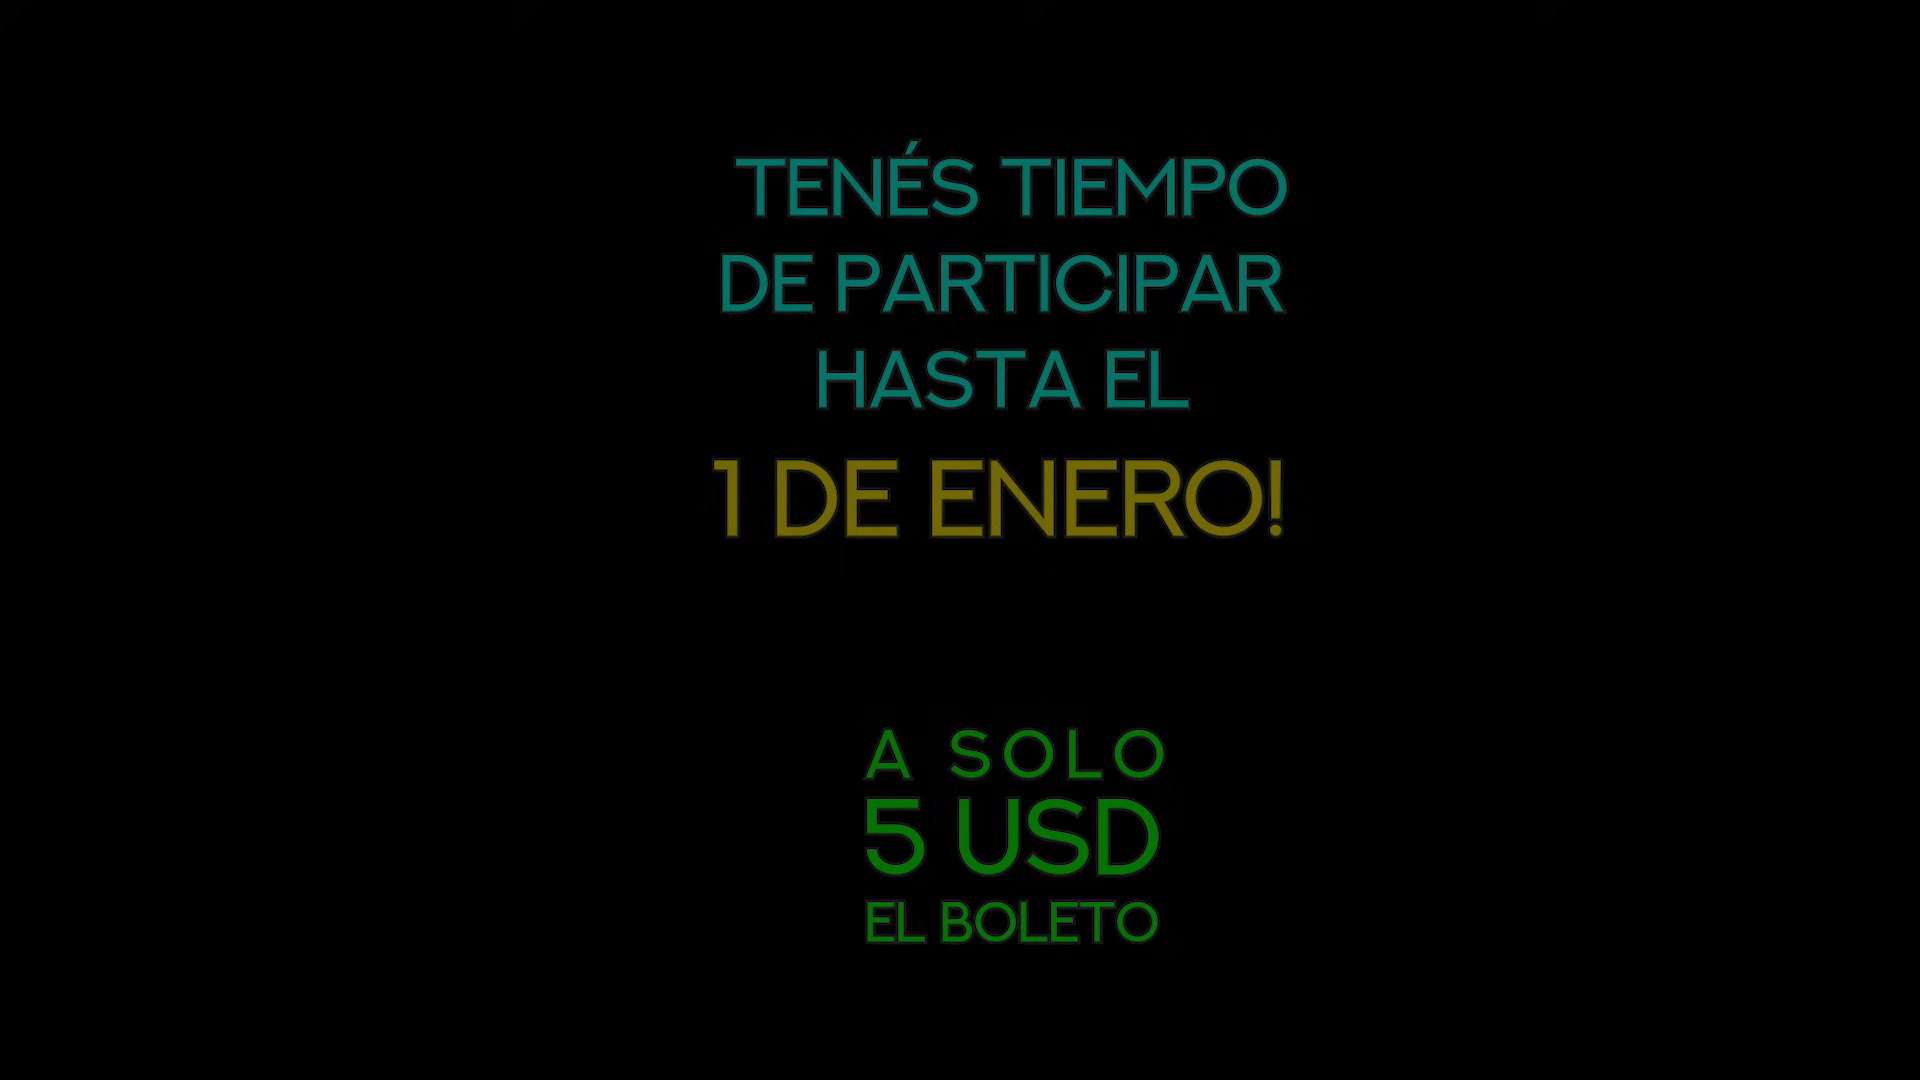 TENÉS TIEMPO
DE PARTICIPAR
HASTA EL
1 DE ENERO!
A SOLO
5 USD
EL BOLETO